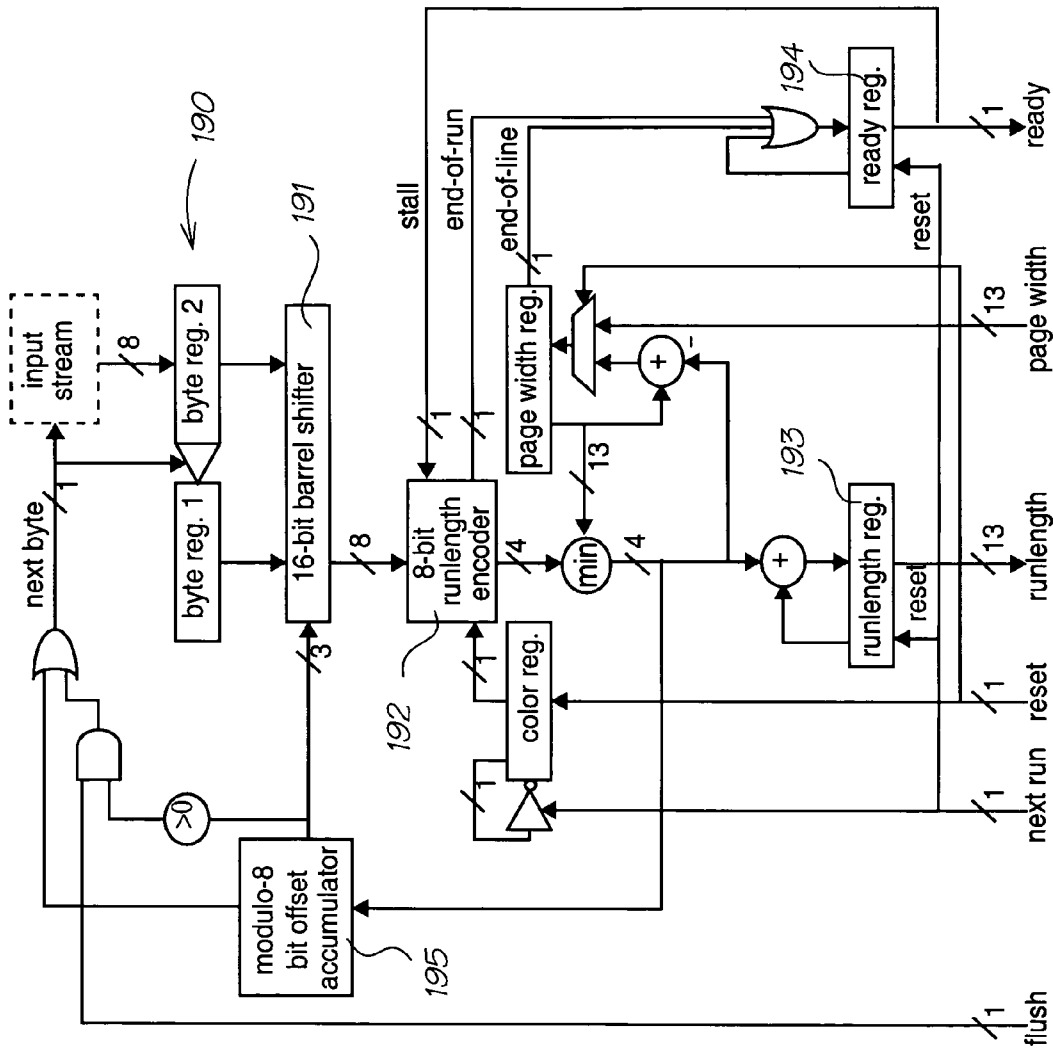 190
input
stream
8
next byte
1
byte reg. 1
byte reg. 2
191
16-bit barrel shifter
3
>0
modulo-8
bit offset
accumulator
195
8
192
8-bit
runlength
encoder
4
1
1
1
stall
end-of-run
end-of-line
1
color reg.
1
min
4
13
page width reg.
1
+
-
+
193
runlength reg.
reset
194
ready reg.
reset
1
flush
1
next run
1
reset
13
runlength
13
page width
1
ready